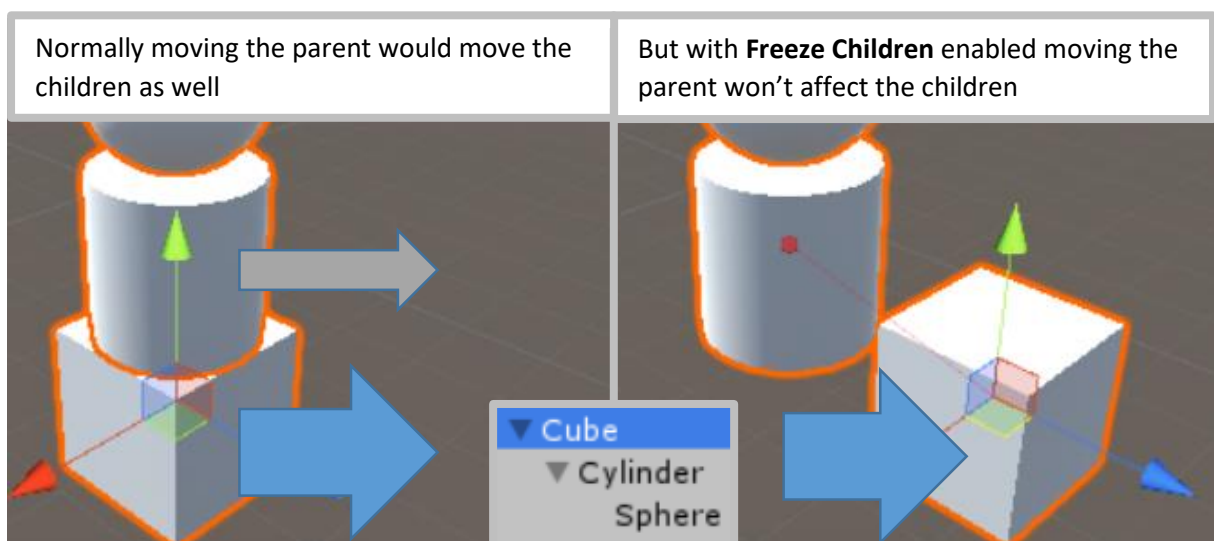 Normally moving the parent would move the
children as well
But with Freeze Children enabled moving the
parent won’t affect the children
Cube
Cylinder
Sphere